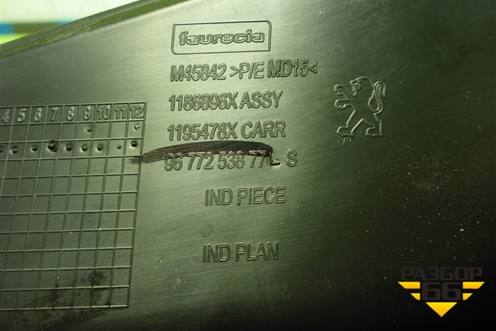 faurecia
M45842 >P/E MD15<
1186896X ASSY
1195478X CARR
4 5 6 7 8 9 10 11 12
96 772 538 77 S
IND PIECE
IND PLAN
РАЗБОР
66